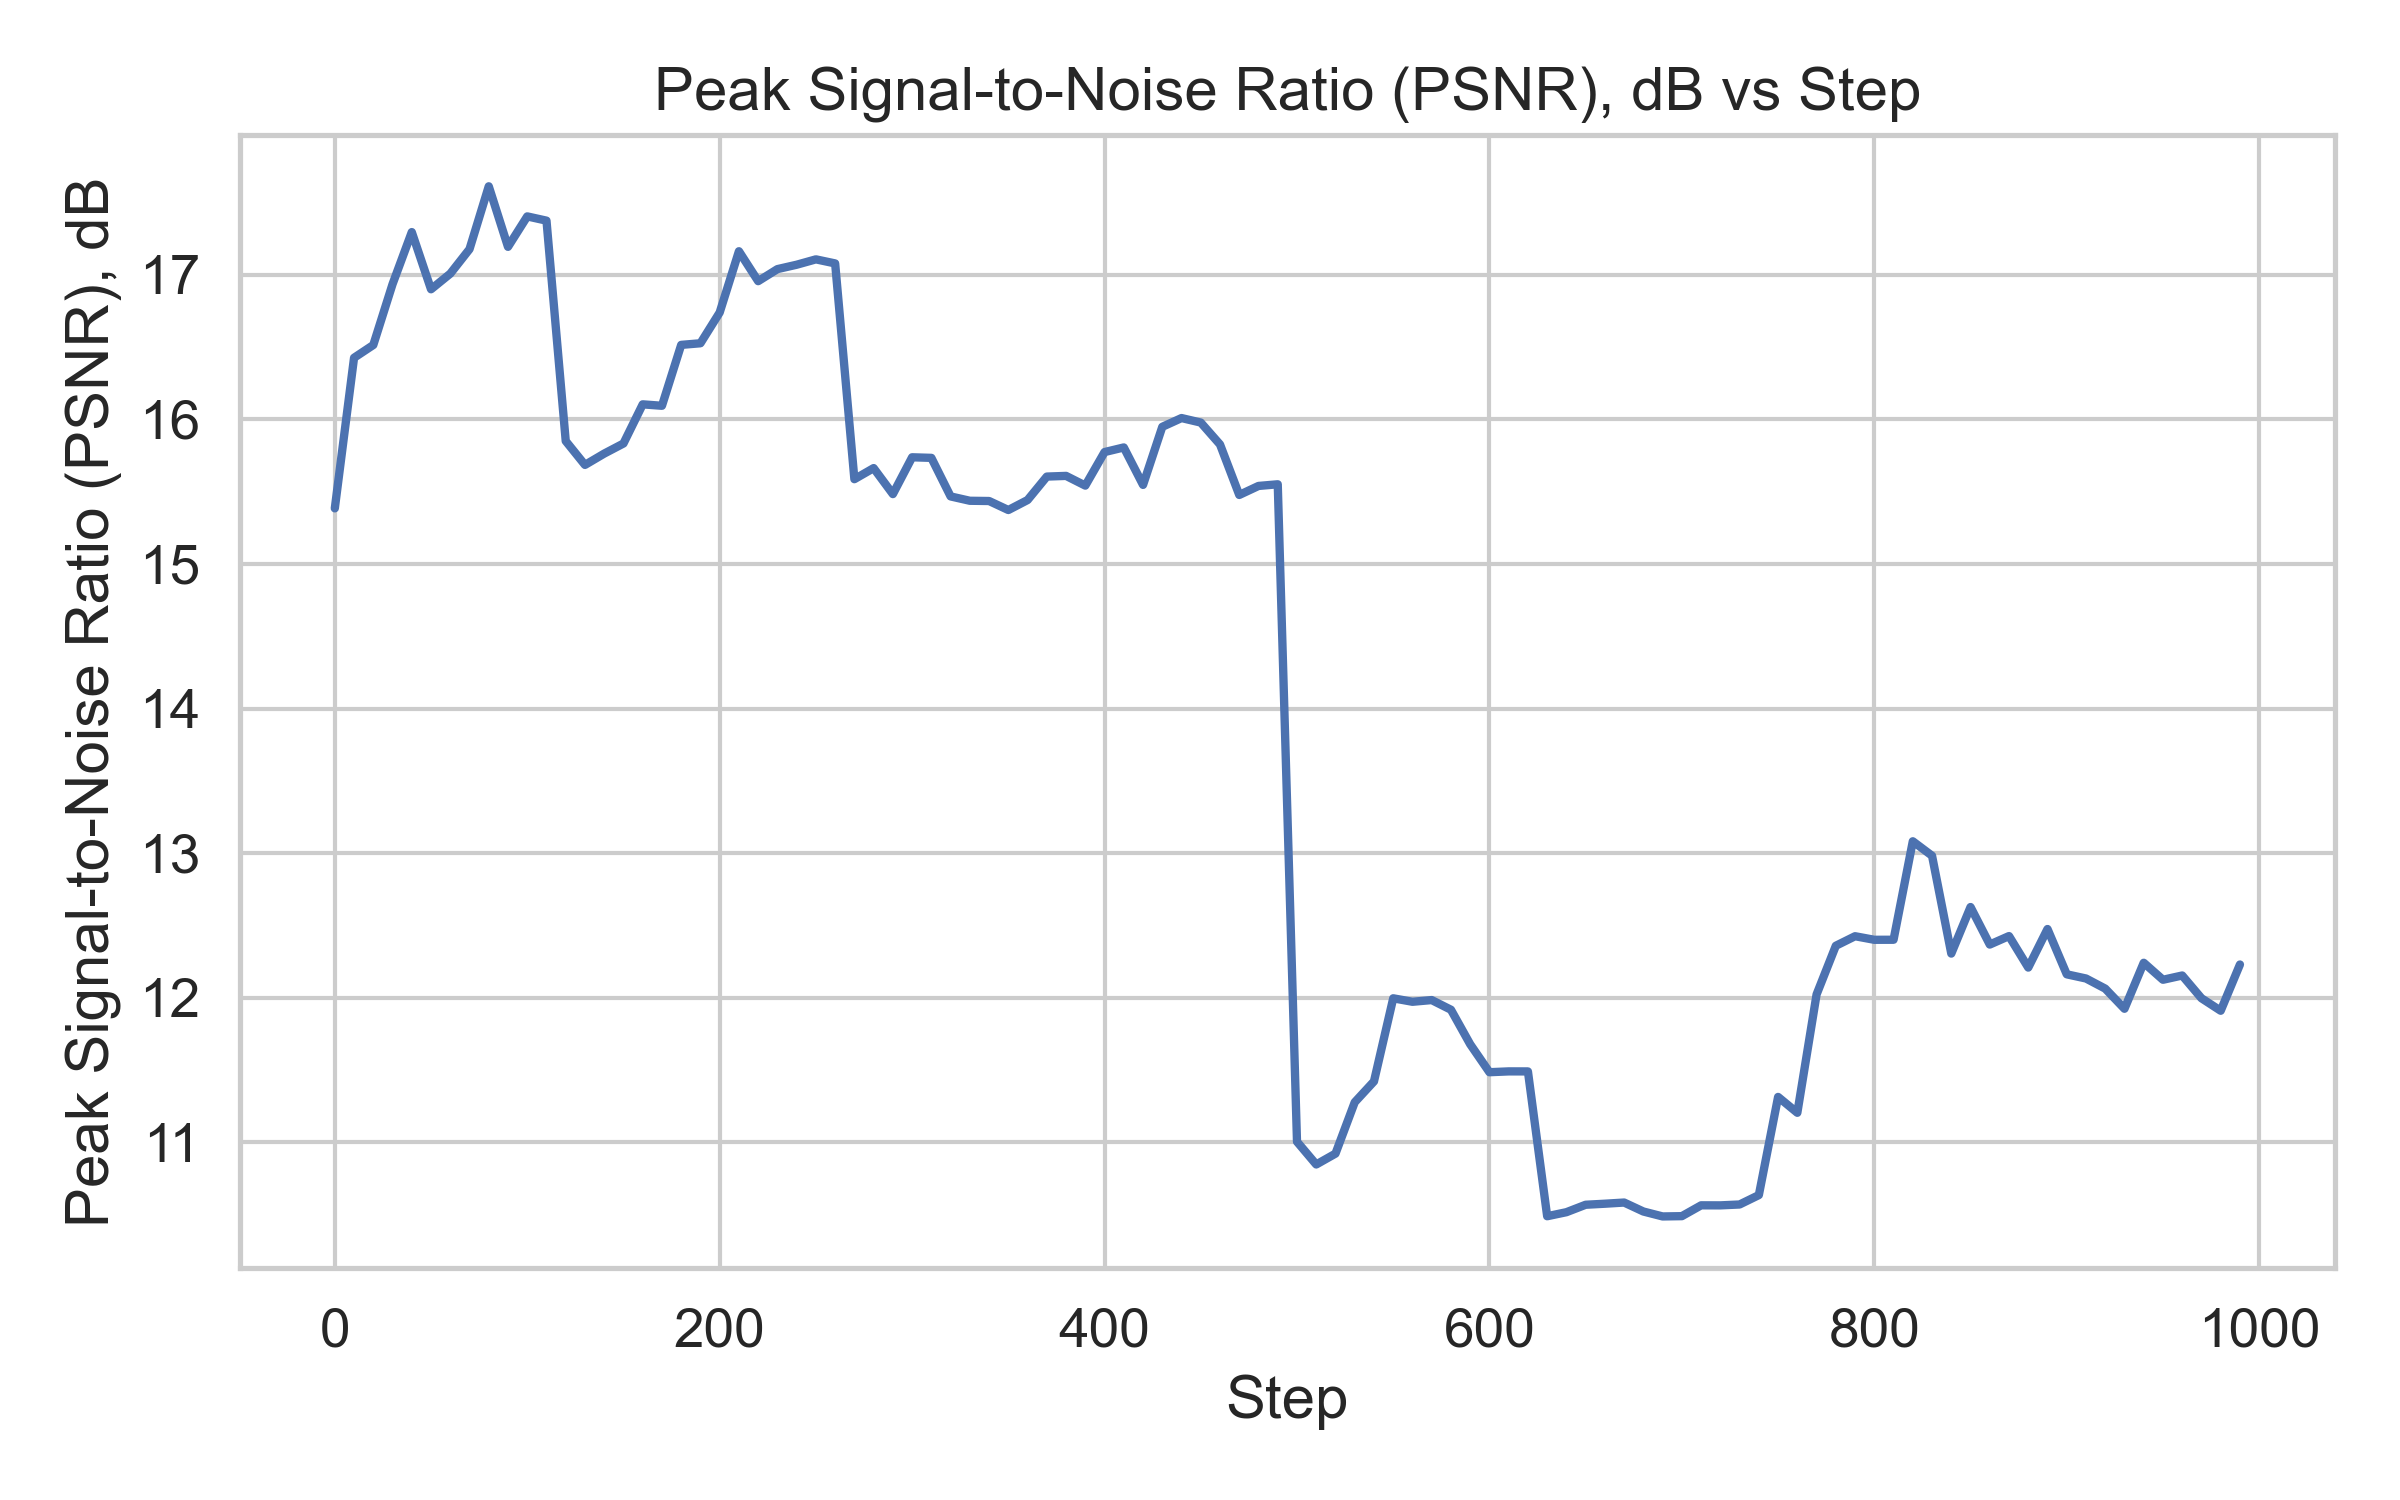 Peak Signal-to-Noise Ratio (PSNR), dB vs Step
Peak Signal-to-Noise Ratio (PSNR), dB
17
16
15
14
13
12
11
0 200 400 600 800 1000
Step